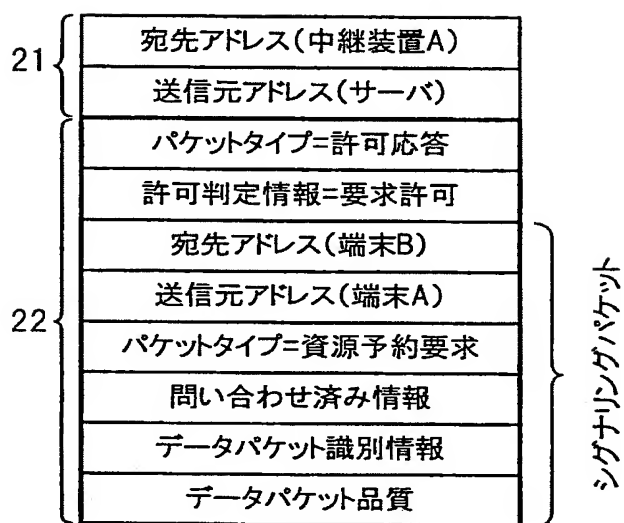 21
宛先アドレス(中継装置A)
送信元アドレス(サーバ)
22
パケットタイプ=許可応答
許可判定情報=要求許可
宛先アドレス(端末B)
送信元アドレス(端末A)
パケットタイプ=資源予約要求
問い合わせ済み情報
データパケット識別情報
データパケット品質
シグナリングパケット